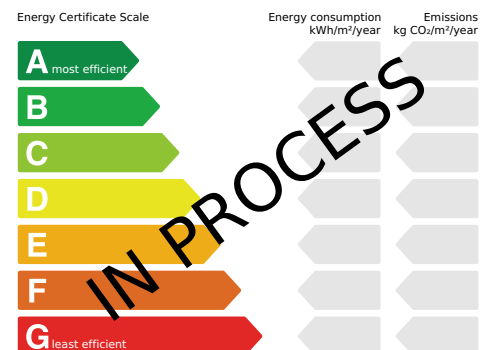 Energy Certificate Scale
Energy consumption
kWh/m²/year
Emissions
kg CO₂/m²/year
A most efficient
B
C
D
E
F
G least efficient
IN PROCESS